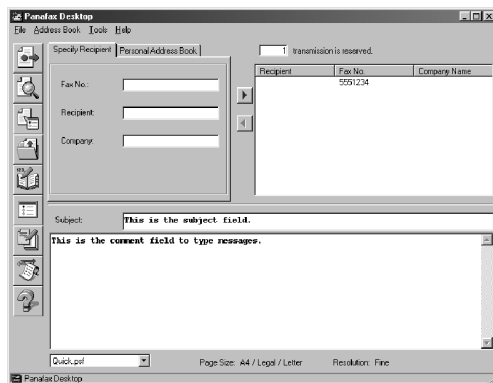 Panafax Desktop
File Address Book Tools Help
Specify Recipient Personal Address Book
1 transmission is reserved.
Recipient Fax No. Company Name
5551234
Fax No.:
Recipient:
Company:
Subject: This is the subject field.
This is the comment field to type messages.
Quick.psf Page Size: A4 / Legal / Letter Resolution: Fine
Panafax Desktop